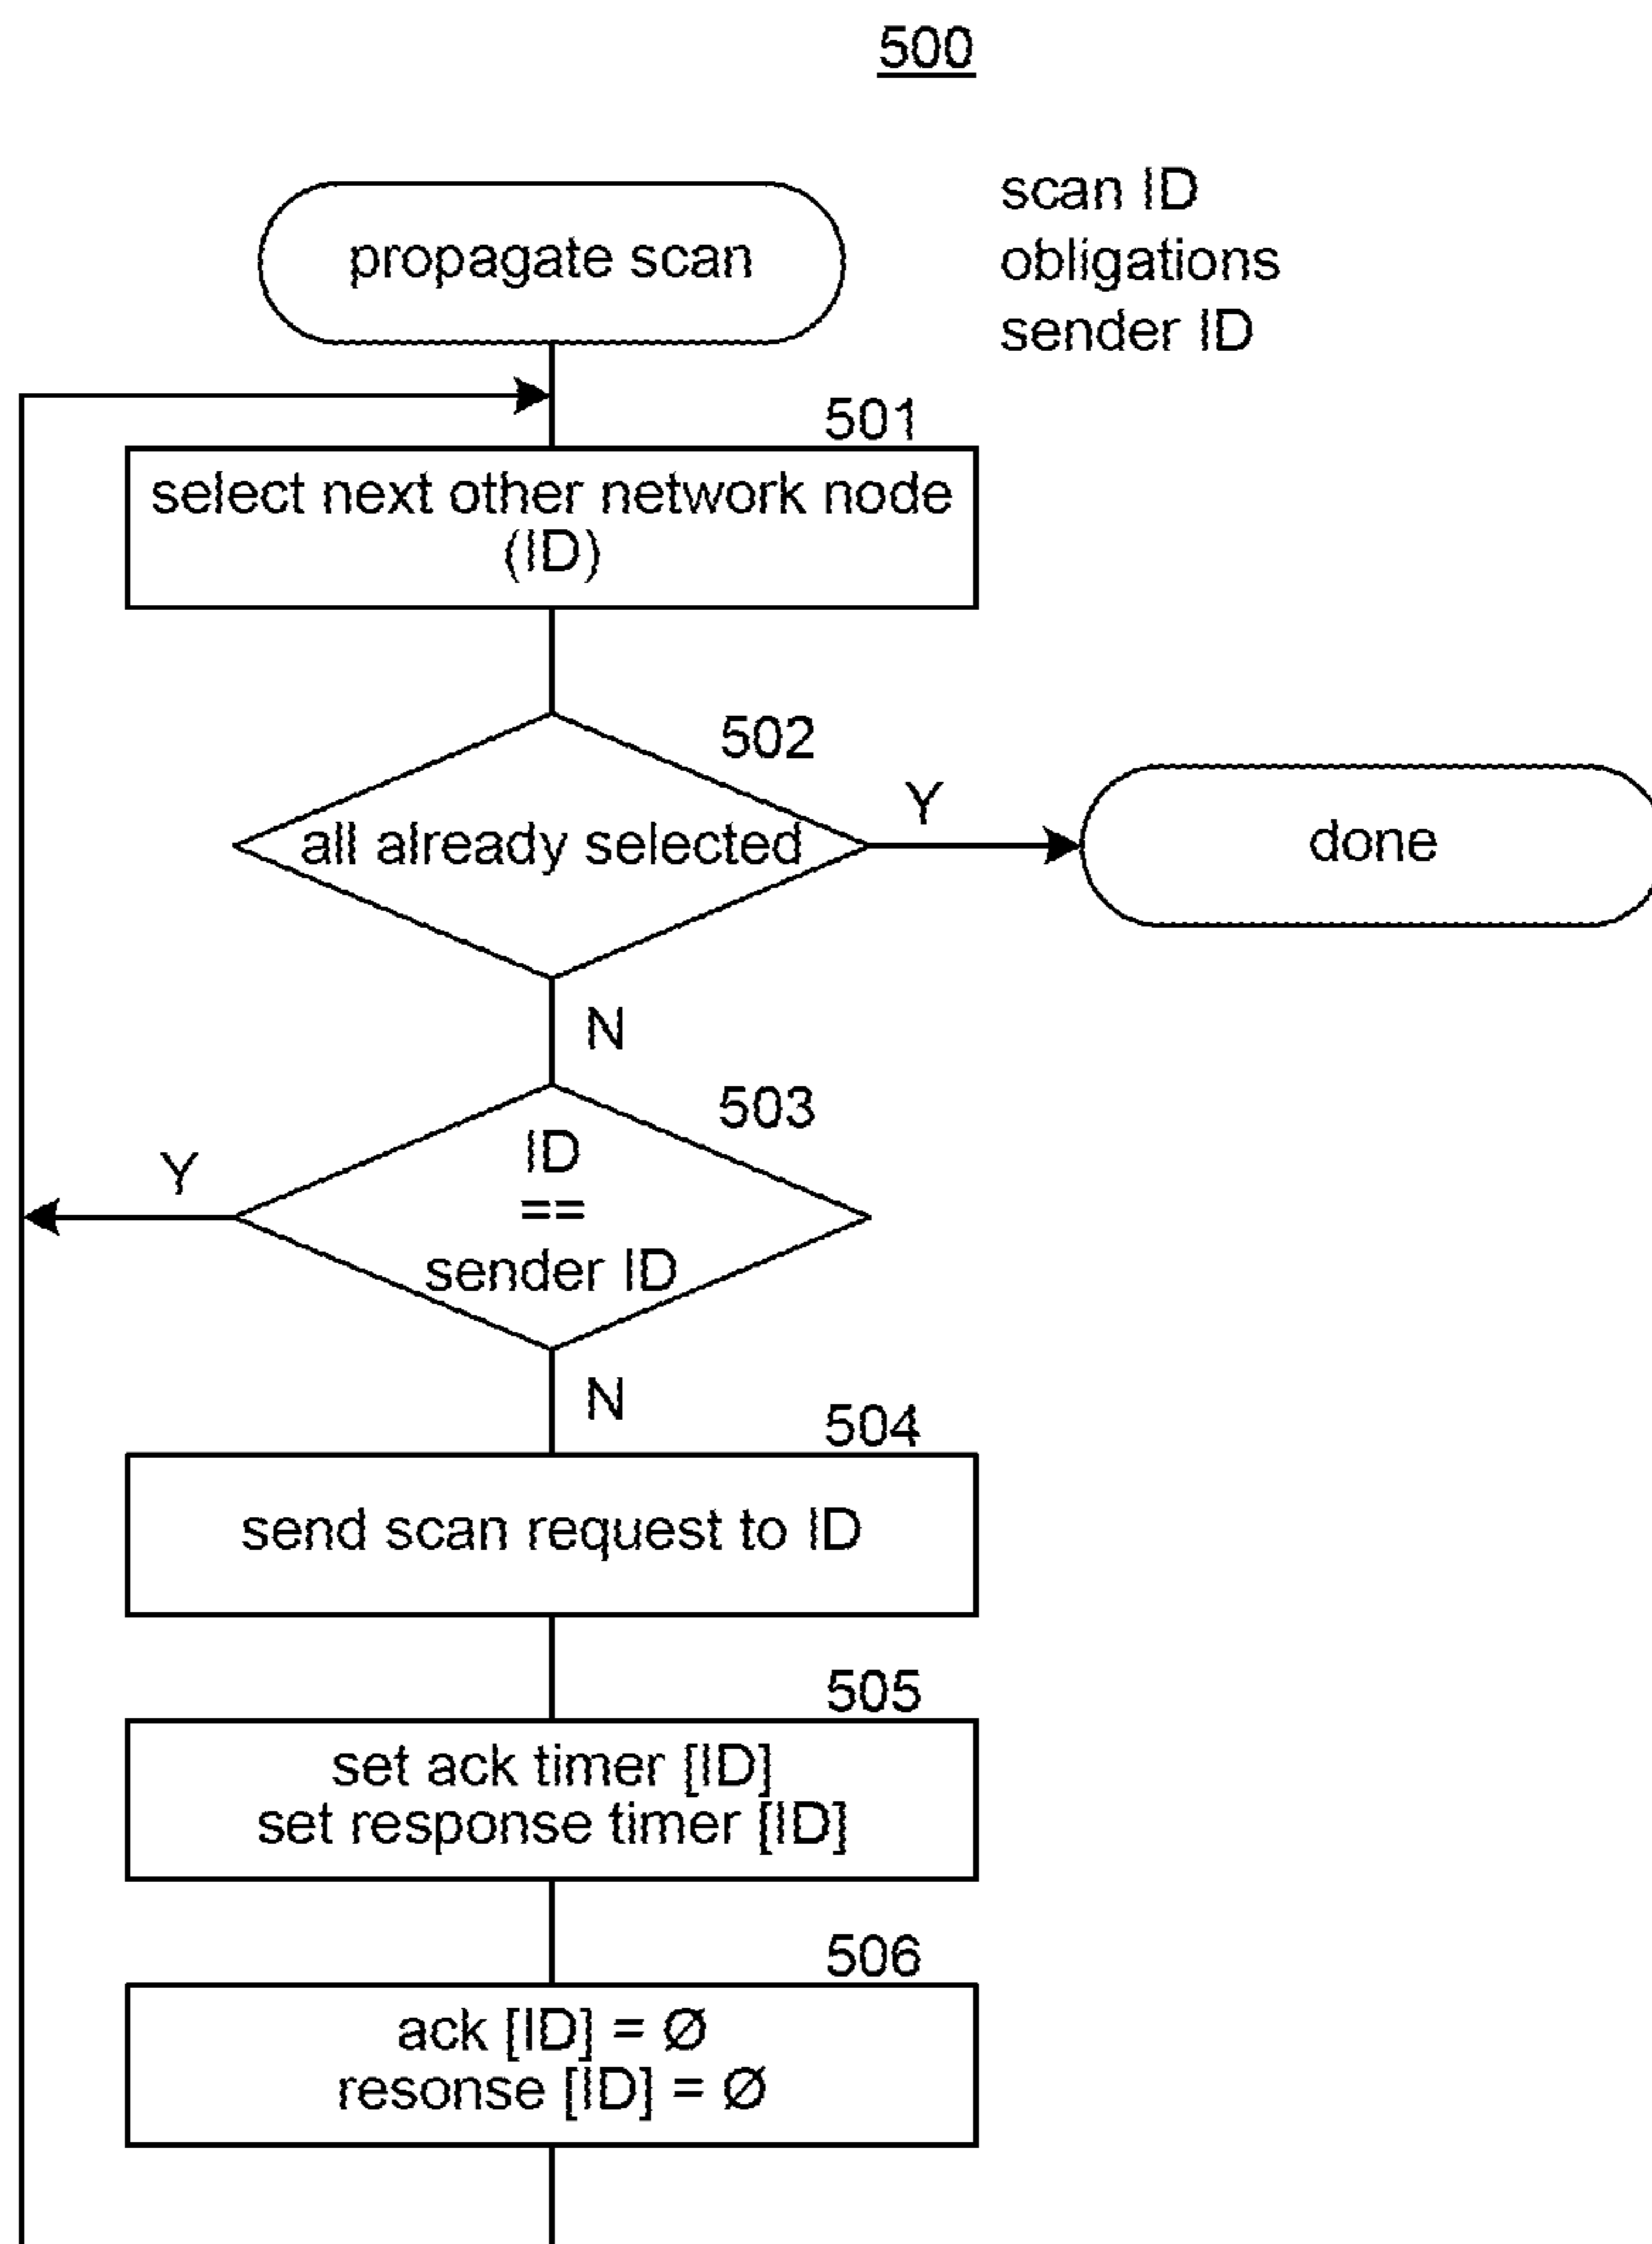 500
propagate scan
scan ID
obligations
sender ID
501
select next other network node
(ID)
502
all already selected
Y
done
N
503
ID
==
sender ID
Y
N
504
send scan request to ID
505
set ack timer [ID]
set response timer [ID]
506
ack [ID] = Ø
resonse [ID] = Ø